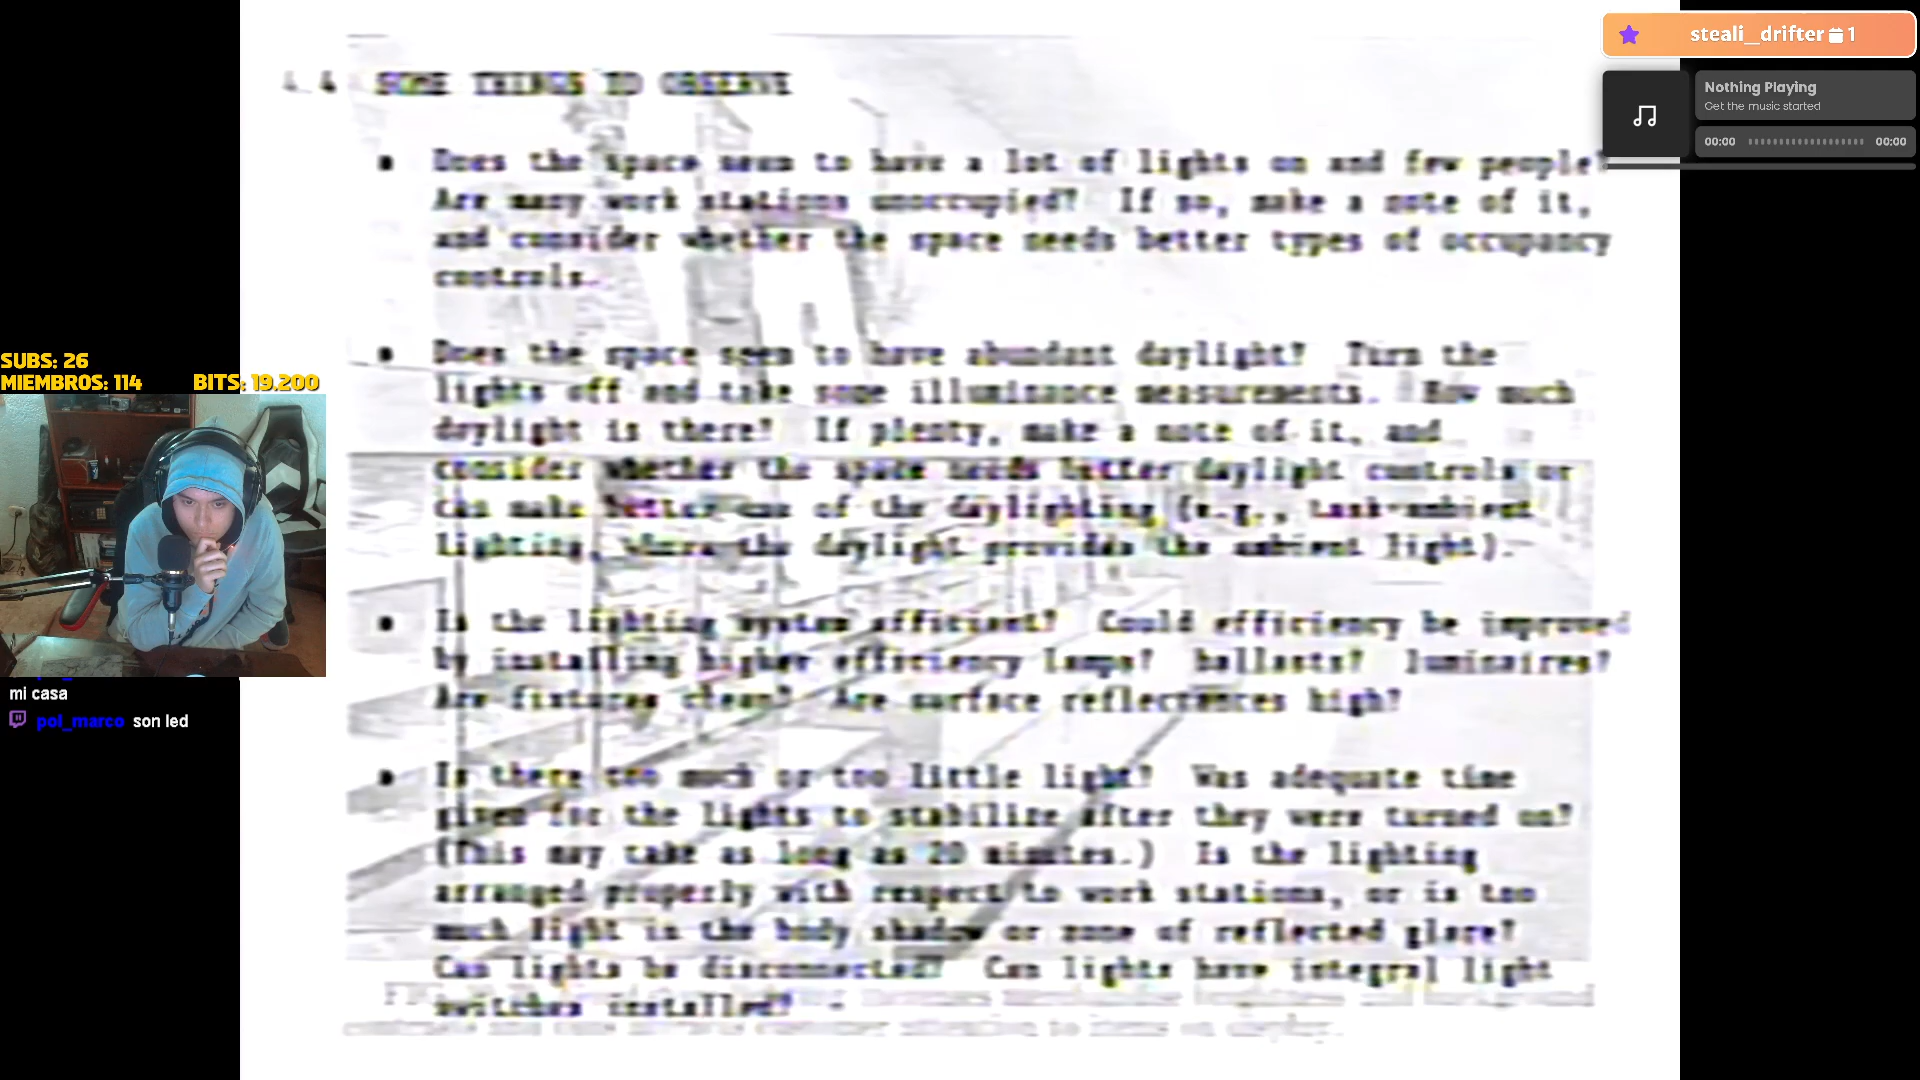 4.4 SOME THINGS TO OBSERVE
• Does the space seem to have a lot of lights on and few people?
Are many work stations unoccupied? If so, make a note of it,
and consider whether the space needs better types of occupancy
controls.
• Does the space seem to have abundant daylight? Turn the
lights off and take some illuminance measurements. How much
daylight is there? If plenty, make a note of it, and
consider whether the space needs better daylight controls or
can make better use of the daylighting (e.g., task-ambient
lighting, where the daylight provides the ambient light).
• Is the lighting system efficient? Could efficiency be improved
by installing higher efficiency lamps? ballasts? luminaires?
Are fixtures clean? Are surface reflectances high?
• Is there too much or too little light? Was adequate time
given for the lights to stabilize after they were turned on?
(This may take as long as 20 minutes.) Is the lighting
arranged properly with respect to work stations, or is too
much light in the body shadow or zone of reflected glare?
Can lights be disconnected? Can lights have integral light
switches installed?
steali_drifter 1
Nothing Playing
Get the music started
00:00 00:00
SUBS: 26
MIEMBROS: 114 BITS: 19.200
mi casa
pol_marco son led